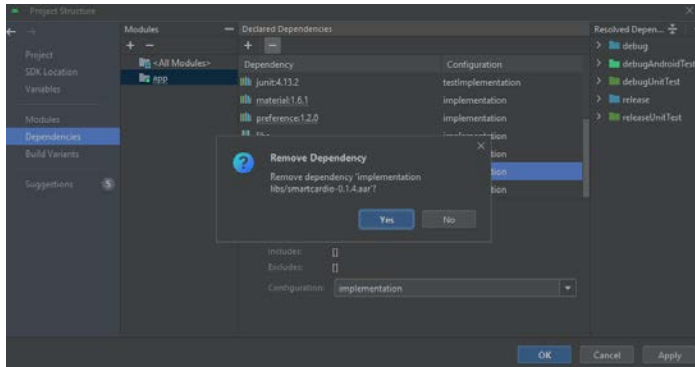 Project Structure
Project
SDK Location
Variables
Modules
Dependencies
Build Variants
Suggestions 5
Modules
<All Modules>
app
Declared Dependencies
Dependency Configuration
junit:4.13.2 testImplementation
material:1.6.1 implementation
preference:1.2.0 implementation
libs
Remove Dependency
Remove dependency 'implementation
libs/smartcardio-0.1.4.aar'?
Yes No
Includes: []
Excludes: []
Configuration: implementation
Resolved Depen...
debug
debugAndroidTest
debugUnitTest
release
releaseUnitTest
OK Cancel Apply